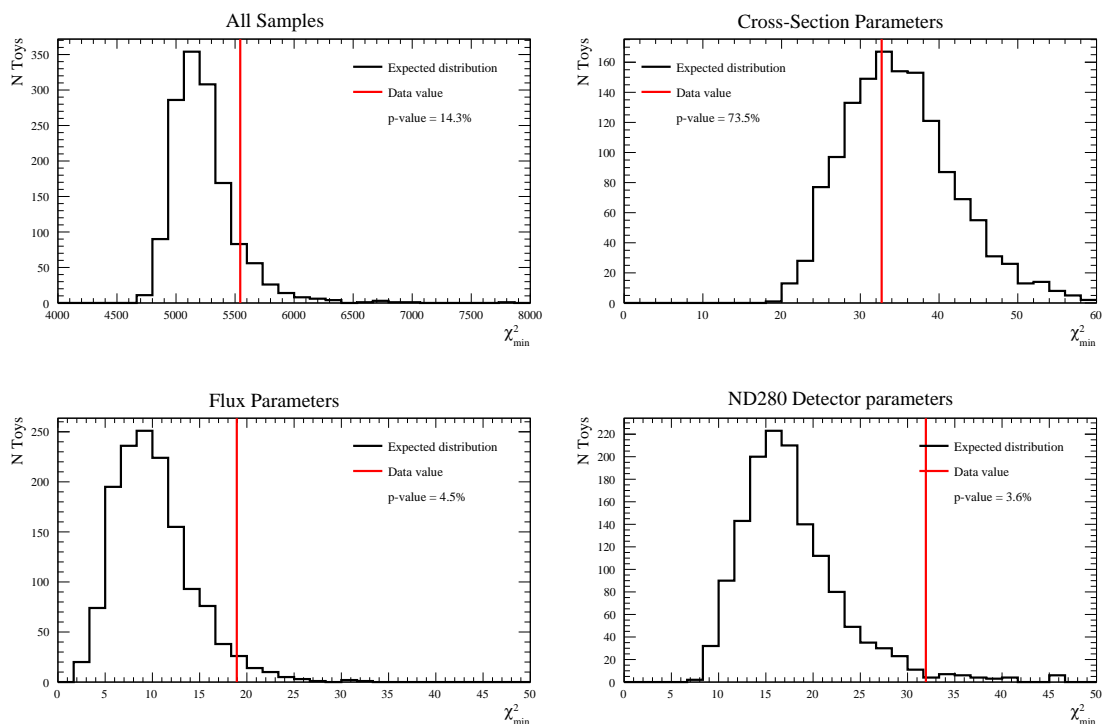 All Samples
N Toys
350
300
250
200
150
100
50
0
Expected distribution
Data value
p-value = 14.3%
4000 4500 5000 5500 6000 6500 7000 7500 8000
χ²min
Cross-Section Parameters
N Toys
160
140
120
100
80
60
40
20
0
Expected distribution
Data value
p-value = 73.5%
0 10 20 30 40 50 60
χ²min
Flux Parameters
N Toys
250
200
150
100
50
0
Expected distribution
Data value
p-value = 4.5%
0 5 10 15 20 25 30 35 40 45 50
χ²min
ND280 Detector parameters
N Toys
220
200
180
160
140
120
100
80
60
40
20
0
Expected distribution
Data value
p-value = 3.6%
0 5 10 15 20 25 30 35 40 45 50
χ²min